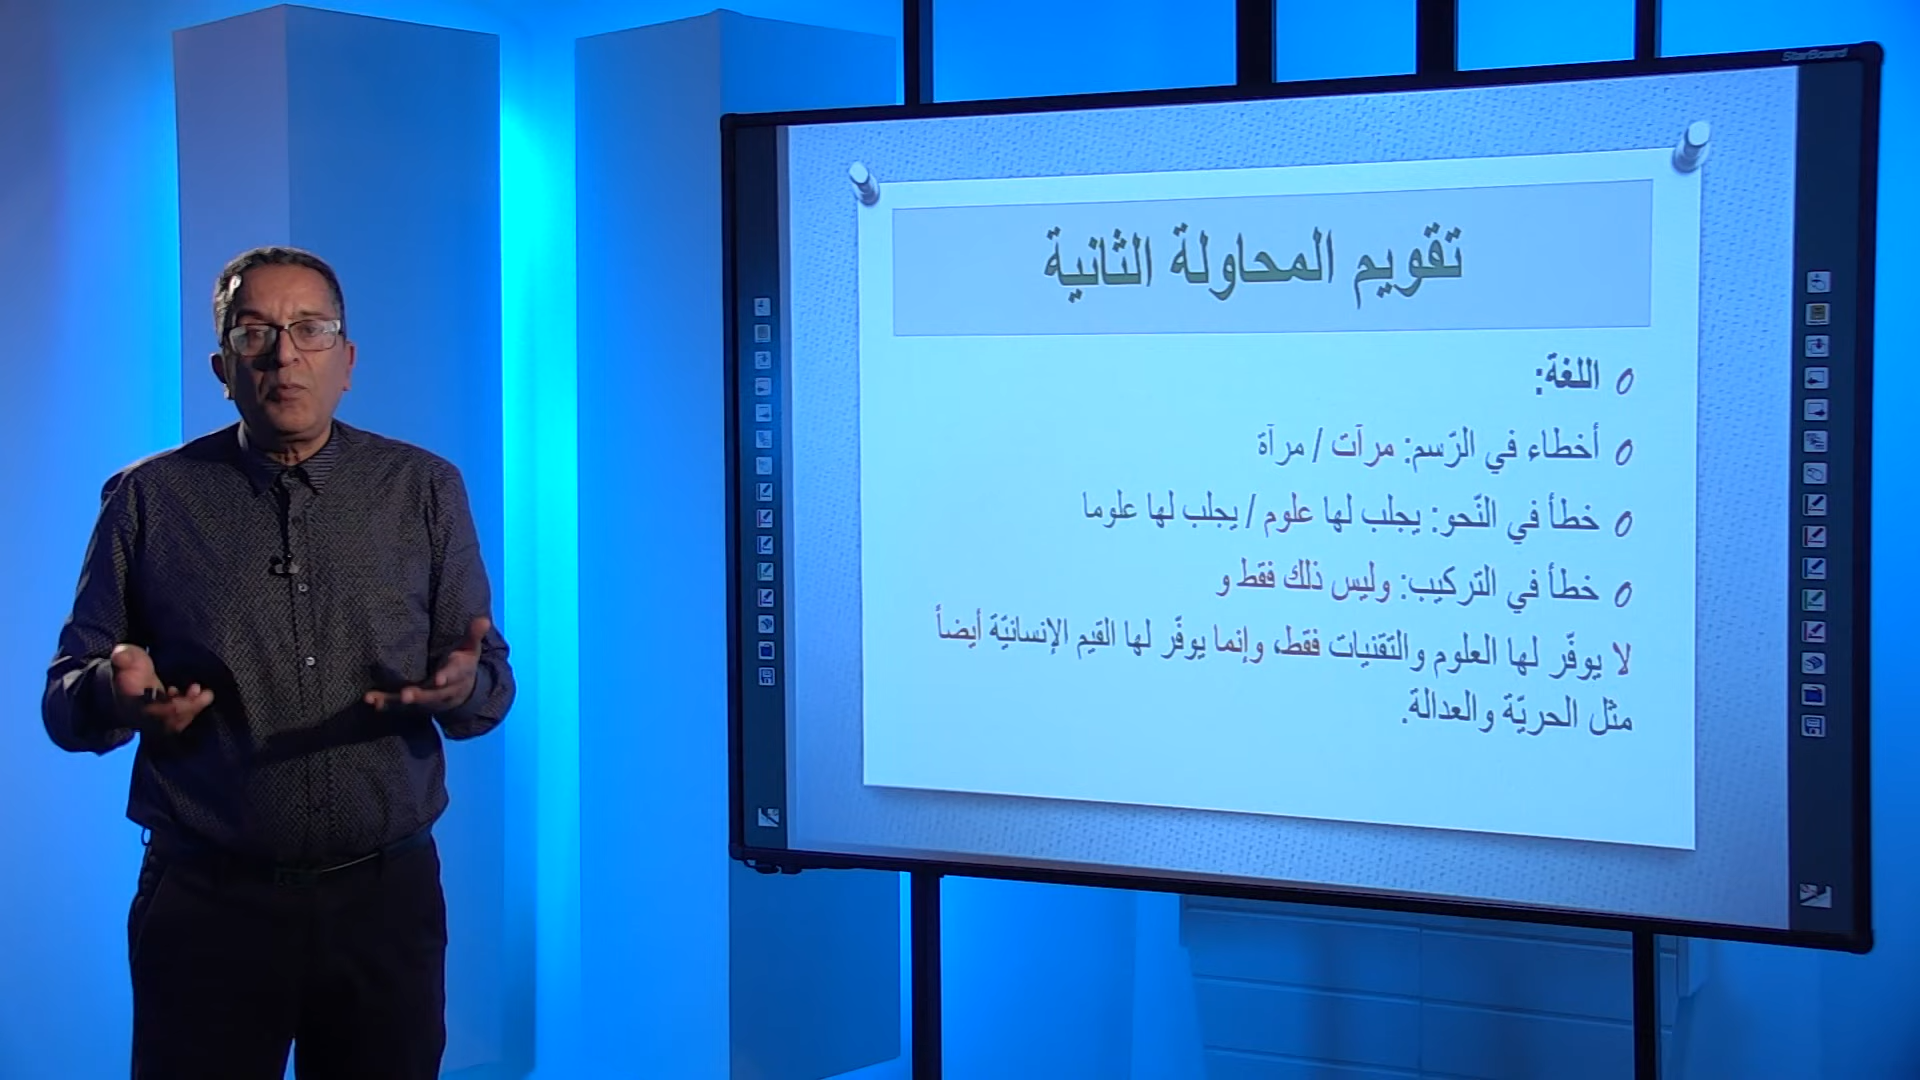 StarBoard
تقويم المحاولة الثانية
اللغة:
أخطاء في الرّسم: مرآت / مرآة
خطأ في النّحو: يجلب لها علوم / يجلب لها علوما
خطأ في التركيب: وليس ذلك فقط و
لا يوفّر لها العلوم والتّقنيات فقط، وإنما يوفّر لها القيم الإنسانيّة أيضاً
مثل الحريّة والعدالة.